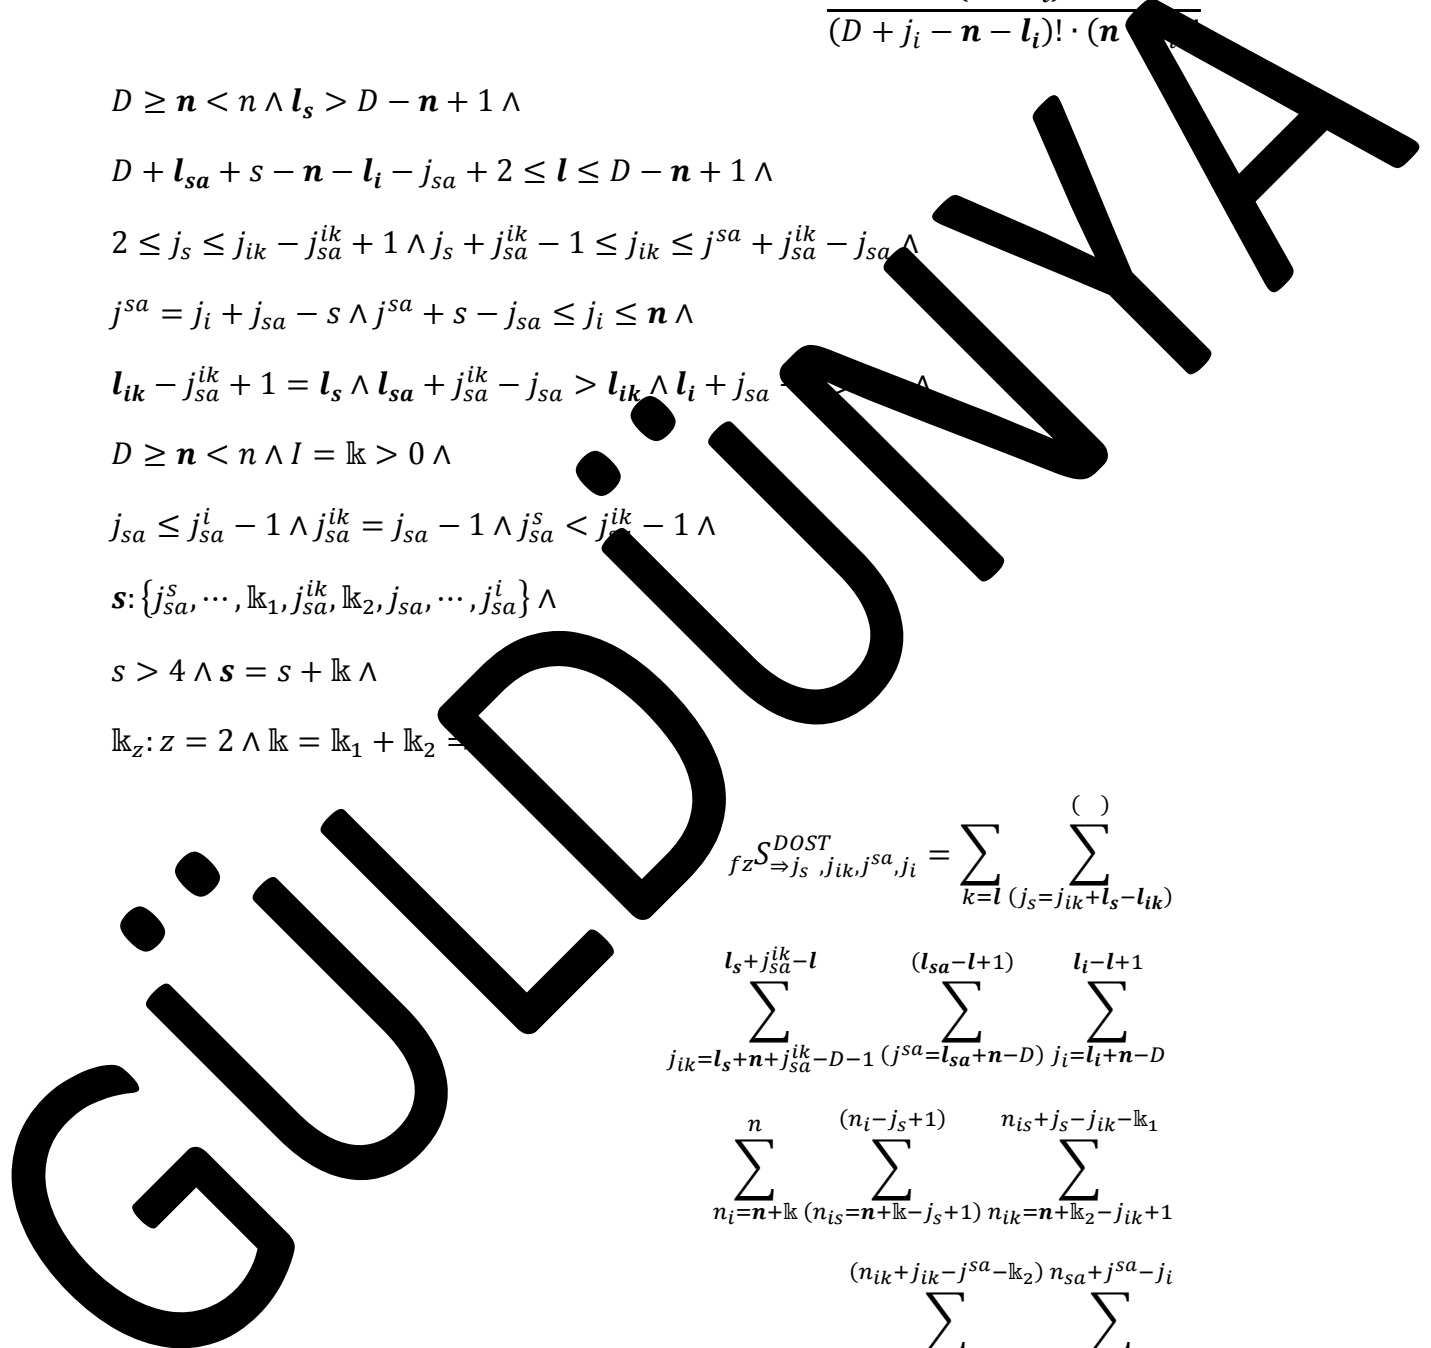 (D + j_i − n − l_i)! · (n
D ≥ n < n ∧ l_s > D − n + 1 ∧
D + l_sa + s − n − l_i − j_sa + 2 ≤ l ≤ D − n + 1 ∧
2 ≤ j_s ≤ j_ik − j_sa^ik + 1 ∧ j_s + j_sa^ik − 1 ≤ j_ik ≤ j^sa + j_sa^ik − j_sa ∧
j^sa = j_i + j_sa − s ∧ j^sa + s − j_sa ≤ j_i ≤ n ∧
l_ik − j_sa^ik + 1 = l_s ∧ l_sa + j_sa^ik − j_sa > l_ik ∧ l_i + j_sa ∧
D ≥ n < n ∧ I = 𝕜 > 0 ∧
j_sa ≤ j_sa^i − 1 ∧ j_sa^ik = j_sa − 1 ∧ j_sa^s < j_sa^ik − 1 ∧
s: {j_sa^s, ⋯ , 𝕜_1, j_sa^ik, 𝕜_2, j_sa, ⋯ , j_sa^i} ∧
s > 4 ∧ s = s + 𝕜 ∧
𝕜_z: z = 2 ∧ 𝕜 = 𝕜_1 + 𝕜_2 ⇒
( )
fz S^DOST_⇒j_s ,j_ik,j^sa,j_i = ∑ ∑
k=l (j_s=j_ik+l_s−l_ik)
l_s+j_sa^ik−l (l_sa−l+1) l_i−l+1
∑ ∑ ∑
j_ik=l_s+n+j_sa^ik−D−1 (j^sa=l_sa+n−D) j_i=l_i+n−D
n (n_i−j_s+1) n_is+j_s−j_ik−𝕜_1
∑ ∑ ∑
n_i=n+𝕜 (n_is=n+𝕜−j_s+1) n_ik=n+𝕜_2−j_ik+1
(n_ik+j_ik−j^sa−𝕜_2) n_sa+j^sa−j_i
∑ ∑
GÜLDÜNYA